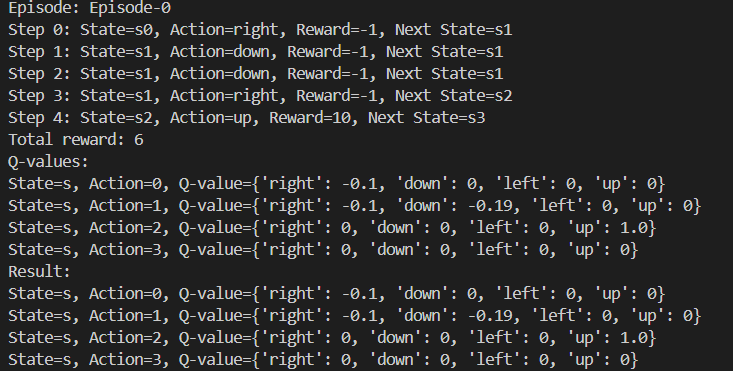 Episode: Episode-0
Step 0: State=s0, Action=right, Reward=-1, Next State=s1
Step 1: State=s1, Action=down, Reward=-1, Next State=s1
Step 2: State=s1, Action=down, Reward=-1, Next State=s1
Step 3: State=s1, Action=right, Reward=-1, Next State=s2
Step 4: State=s2, Action=up, Reward=10, Next State=s3
Total reward: 6
Q-values:
State=s, Action=0, Q-value={'right': -0.1, 'down': 0, 'left': 0, 'up': 0}
State=s, Action=1, Q-value={'right': -0.1, 'down': -0.19, 'left': 0, 'up': 0}
State=s, Action=2, Q-value={'right': 0, 'down': 0, 'left': 0, 'up': 1.0}
State=s, Action=3, Q-value={'right': 0, 'down': 0, 'left': 0, 'up': 0}
Result:
State=s, Action=0, Q-value={'right': -0.1, 'down': 0, 'left': 0, 'up': 0}
State=s, Action=1, Q-value={'right': -0.1, 'down': -0.19, 'left': 0, 'up': 0}
State=s, Action=2, Q-value={'right': 0, 'down': 0, 'left': 0, 'up': 1.0}
State=s, Action=3, Q-value={'right': 0, 'down': 0, 'left': 0, 'up': 0}